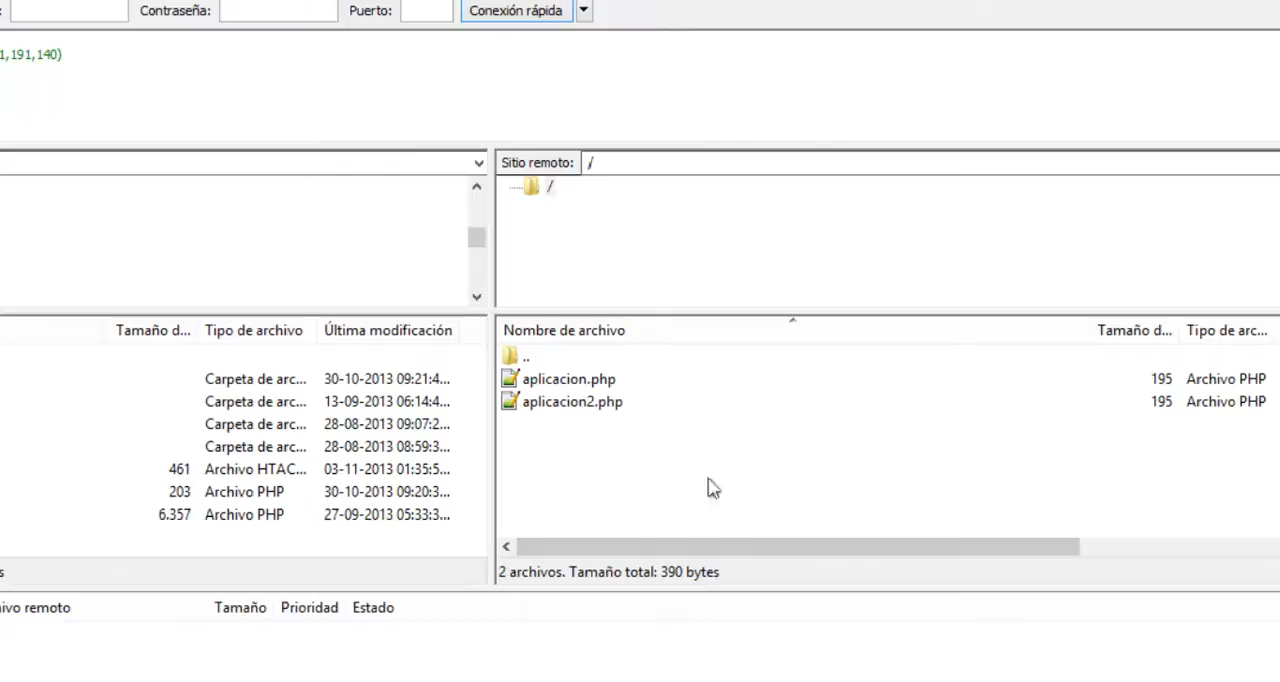 : Contraseña: Puerto: Conexión rápida
1,191,140)
Sitio remoto: /
/
Tamaño d... Tipo de archivo Última modificación
Carpeta de arc... 30-10-2013 09:21:4...
Carpeta de arc... 13-09-2013 06:14:4...
Carpeta de arc... 28-08-2013 09:07:2...
Carpeta de arc... 28-08-2013 08:59:3...
461 Archivo HTAC... 03-11-2013 01:35:5...
203 Archivo PHP 30-10-2013 09:20:3...
6.357 Archivo PHP 27-09-2013 05:33:3...
s
Nombre de archivo Tamaño d... Tipo de arc...
..
aplicacion.php 195 Archivo PHP
aplicacion2.php 195 Archivo PHP
2 archivos. Tamaño total: 390 bytes
ivo remoto Tamaño Prioridad Estado